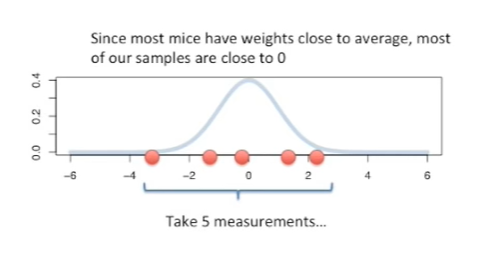 Since most mice have weights close to average, most
of our samples are close to 0
0.4
0.2
0.0
-6 -4 -2 0 2 4 6
Take 5 measurements...